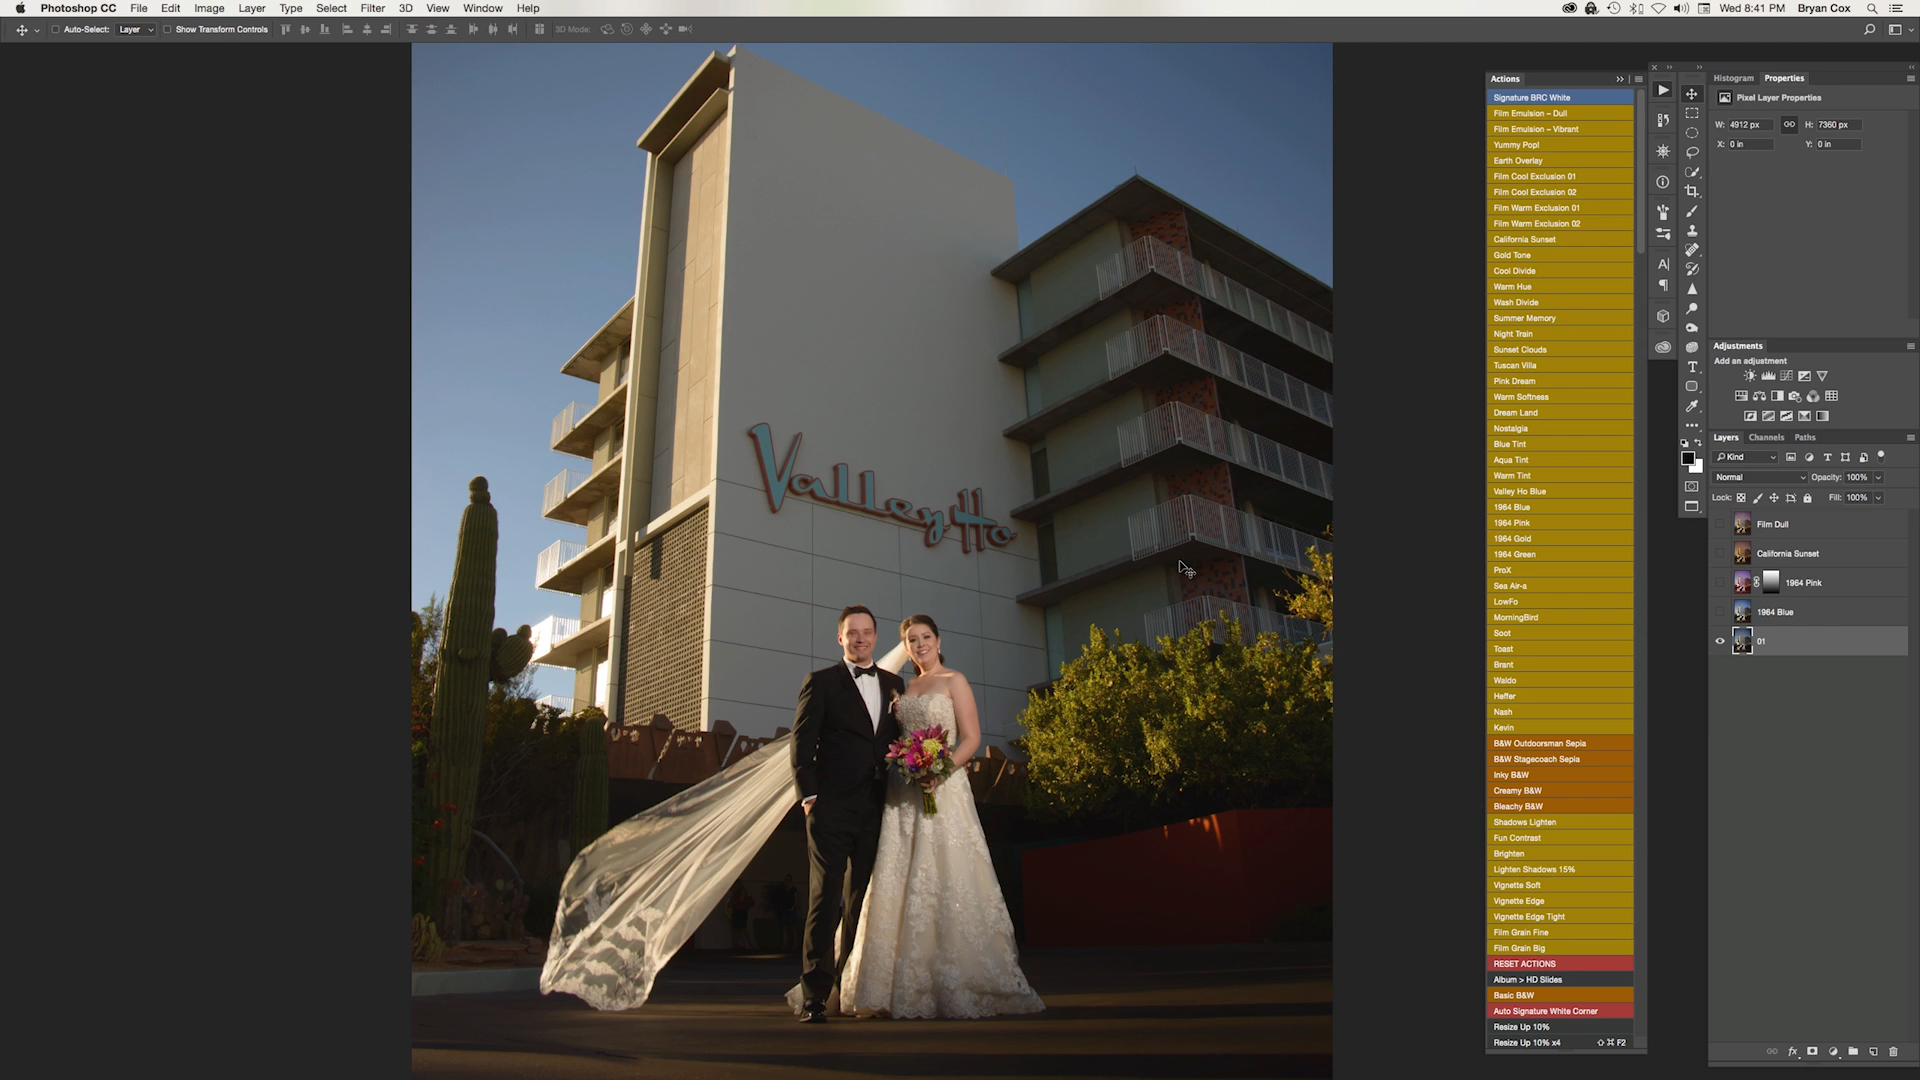 Photoshop CC File Edit Image Layer Type Select Filter 3D View Window Help Wed 8:41 PM Bryan Cox
Auto-Select: Layer Show Transform Controls 3D Mode:
Valley Ho
Actions
Signature BRC White
Film Emulsion – Dull
Film Emulsion – Vibrant
Yummy Pop!
Earth Overlay
Film Cool Exclusion 01
Film Cool Exclusion 02
Film Warm Exclusion 01
Film Warm Exclusion 02
California Sunset
Gold Tone
Cool Divide
Warm Hue
Wash Divide
Summer Memory
Night Train
Sunset Clouds
Tuscan Villa
Pink Dream
Warm Softness
Dream Land
Nostalgia
Blue Tint
Aqua Tint
Warm Tint
Valley Ho Blue
1964 Blue
1964 Pink
1964 Gold
1964 Green
ProX
Sea Air-a
LowFo
MorningBird
Soot
Toast
Brant
Waldo
Heffer
Nash
Kevin
B&W Outdoorsman Sepia
B&W Stagecoach Sepia
Inky B&W
Creamy B&W
Bleachy B&W
Shadows Lighten
Fun Contrast
Brighten
Lighten Shadows 15%
Vignette Soft
Vignette Edge
Vignette Edge Tight
Film Grain Fine
Film Grain Big
RESET ACTIONS
Album > HD Slides
Basic B&W
Auto Signature White Corner
Resize Up 10%
Resize Up 10% x4 ⇧⌘F2
Histogram Properties
Pixel Layer Properties
W: 4912 px H: 7360 px
X: 0 in Y: 0 in
Adjustments
Add an adjustment
Layers Channels Paths
Kind
Normal Opacity: 100%
Lock: Fill: 100%
Film Dull
California Sunset
1964 Pink
1964 Blue
01